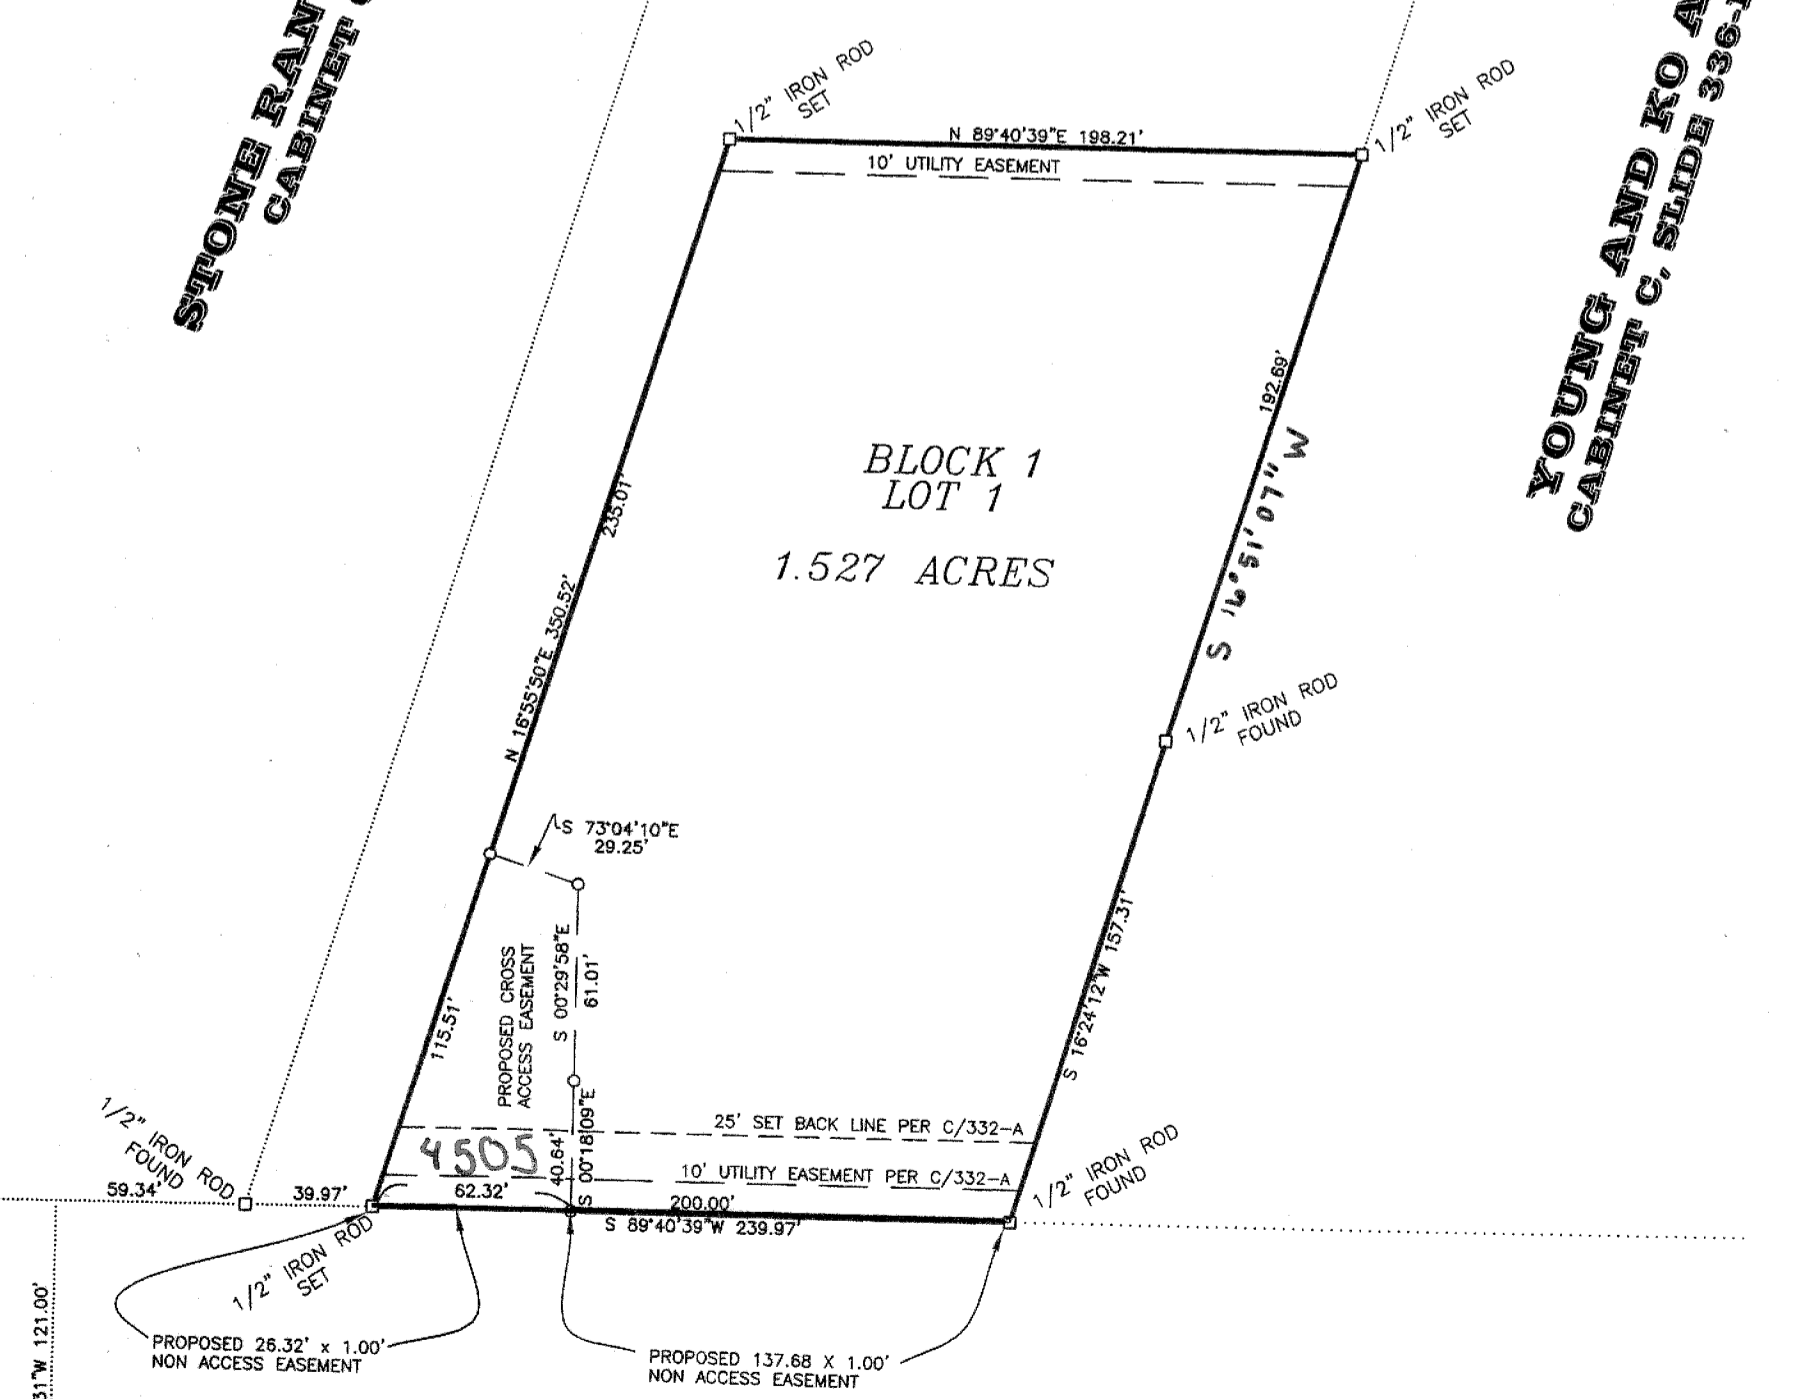 STONE RAN
CABINET
YOUNG AND KO A
CABINET C, SLIDE 336-
1/2" IRON ROD
SET
N 89°40'39"E 198.21'
10' UTILITY EASEMENT
1/2" IRON ROD
SET
192.69'
S 16°51'07" W
BLOCK 1
LOT 1
1.527 ACRES
235.01'
N 16°55'50"E 350.52'
1/2" IRON ROD
FOUND
S 73°04'10"E
29.25'
PROPOSED CROSS
ACCESS EASEMENT
S 00°29'58"E
61.01'
115.51'
S 16°24'12"W 157.31'
25' SET BACK LINE PER C/332-A
4505
40.64'
S 00°18'09"E
10' UTILITY EASEMENT PER C/332-A
1/2" IRON ROD
FOUND
1/2" IRON ROD
FOUND
59.34'
39.97'
62.32'
200.00'
S 89°40'39"W 239.97'
1/2" IRON ROD
SET
PROPOSED 26.32' x 1.00'
NON ACCESS EASEMENT
PROPOSED 137.68 X 1.00'
NON ACCESS EASEMENT
31"W 121.00'